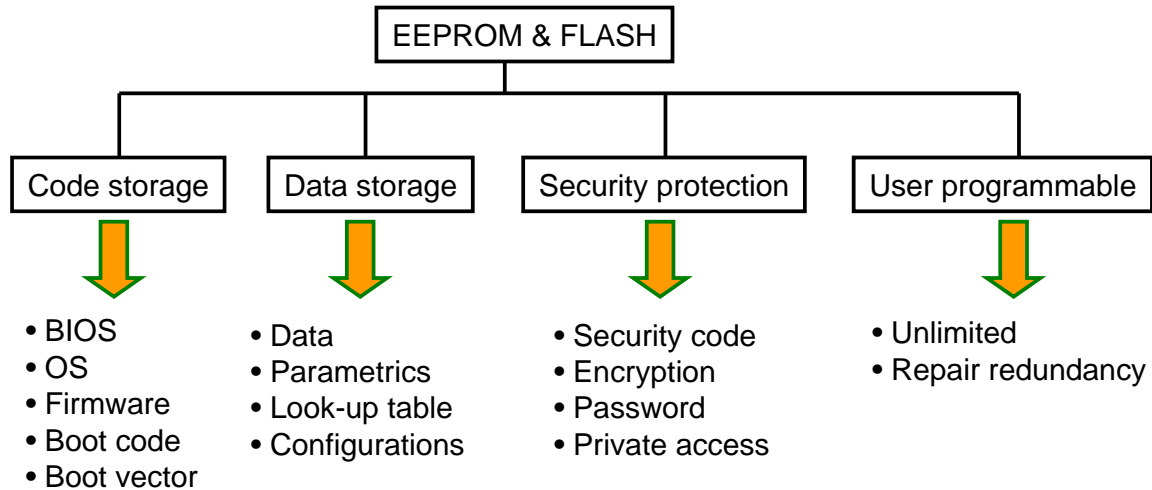 EEPROM & FLASH
Code storage
Data storage
Security protection
User programmable
• BIOS
• OS
• Firmware
• Boot code
• Boot vector
• Data
• Parametrics
• Look-up table
• Configurations
• Security code
• Encryption
• Password
• Private access
• Unlimited
• Repair redundancy